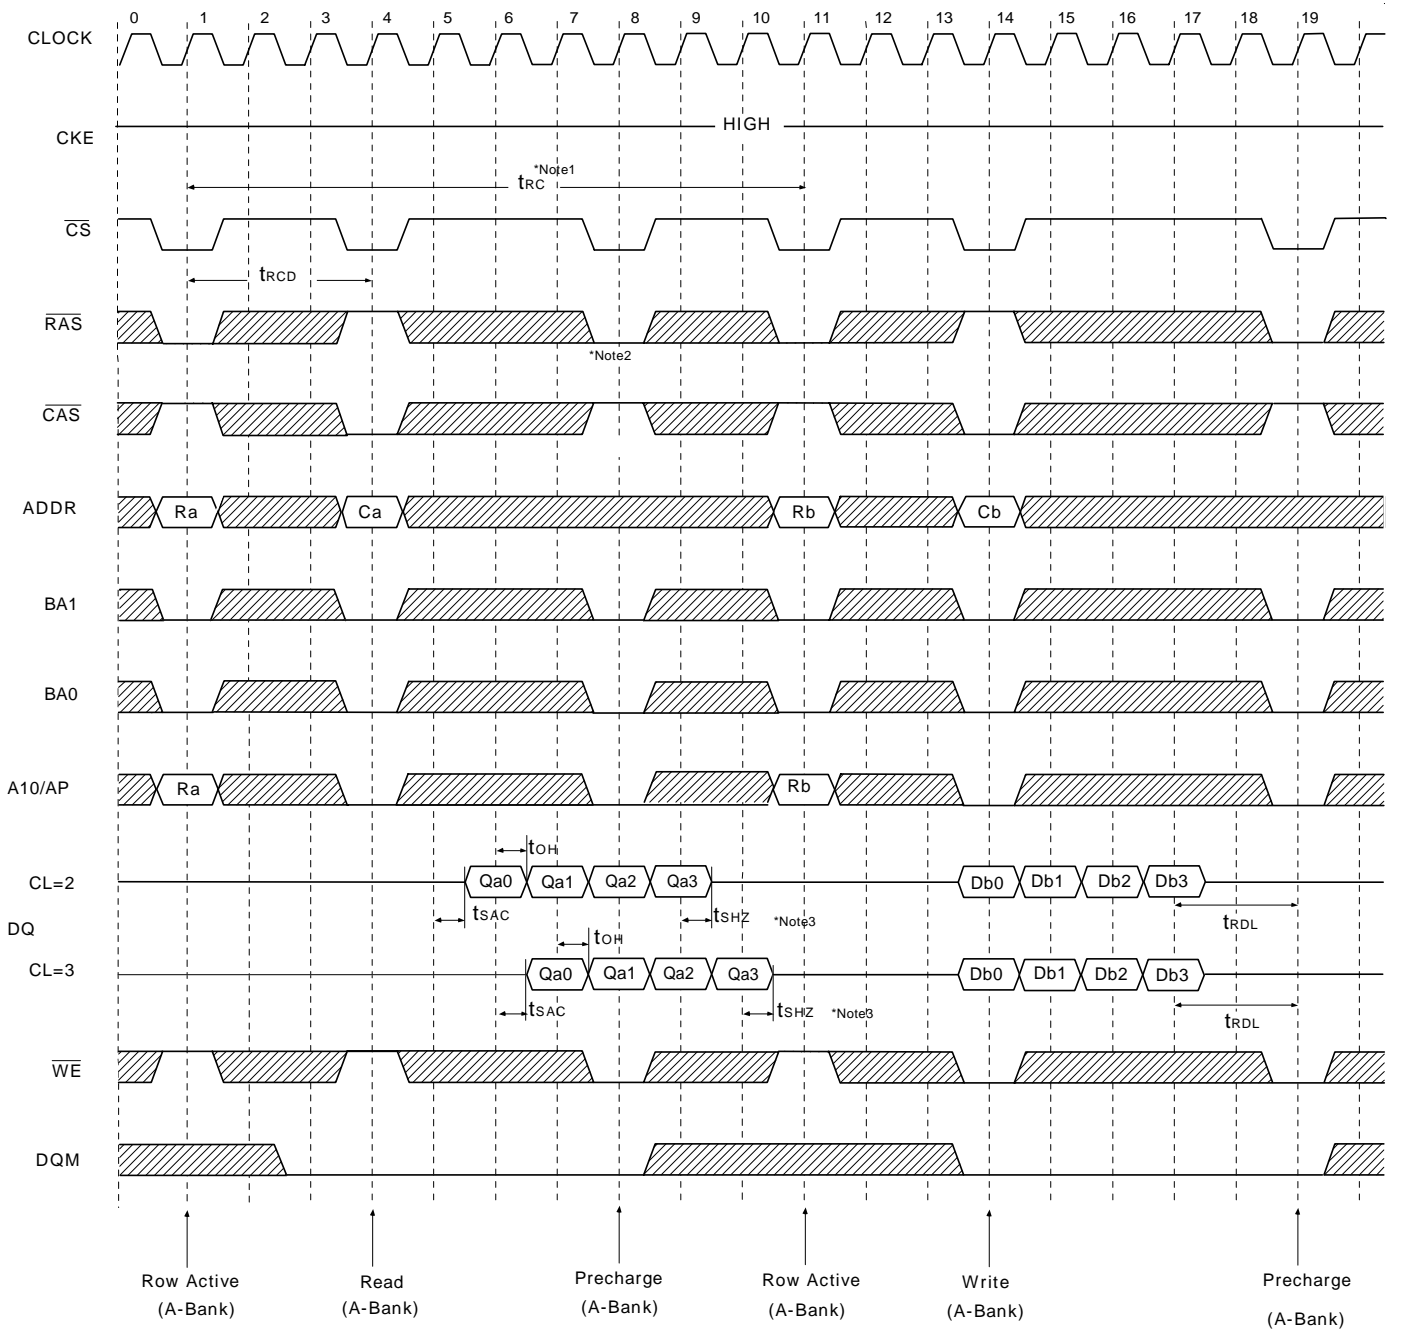 0 1 2 3 4 5 6 7 8 9 10 11 12 13 14 15 16 17 18 19
CLOCK
CKE
HIGH
tRC *Note1
CS
tRCD
RAS
*Note2
CAS
ADDR
Ra Ca Rb Cb
BA1
BA0
A10/AP
Ra Rb
tOH
CL=2
Qa0 Qa1 Qa2 Qa3 Db0 Db1 Db2 Db3
tSAC tSHZ *Note3 tRDL
DQ
tOH
CL=3
Qa0 Qa1 Qa2 Qa3 Db0 Db1 Db2 Db3
tSAC tSHZ *Note3 tRDL
WE
DQM
Row Active Read Precharge Row Active Write Precharge
(A-Bank) (A-Bank) (A-Bank) (A-Bank) (A-Bank) (A-Bank)